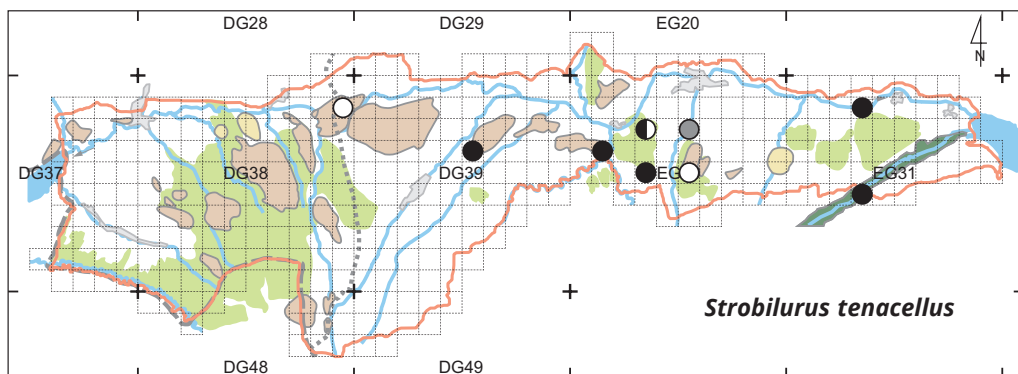 DG28 DG29 EG20
N
DG37 DG38 DG39 EG EG31
Strobilurus tenacellus
DG48 DG49